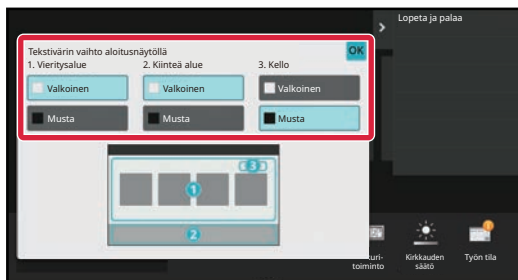 Lopeta ja palaa
Tekstivärin vaihto aloitusnäytöllä
OK
1. Vieritysalue
2. Kiinteä alue
3. Kello
Valkoinen
Valkoinen
Valkoinen
Musta
Musta
Musta
3
1
2
toiminto
Kirkkauden
säätö
Työn tila